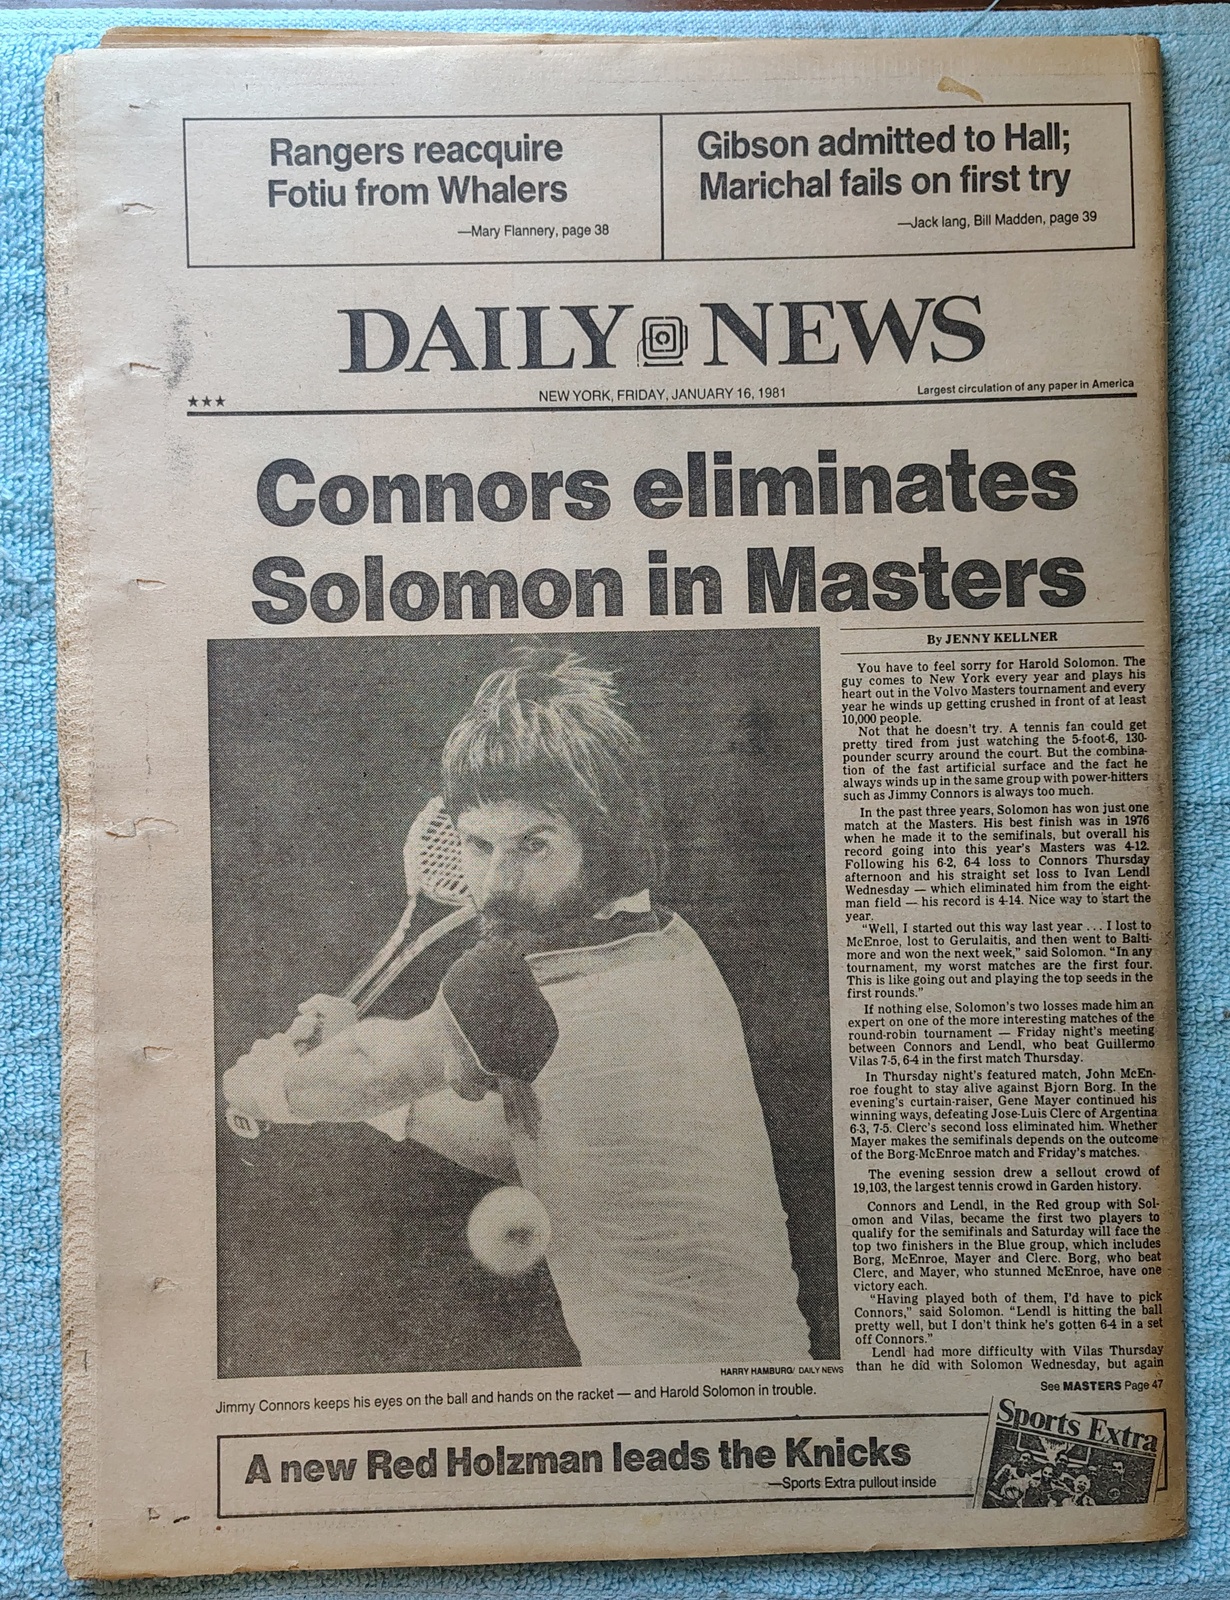 Rangers reacquire
Fotiu from Whalers
—Mary Flannery, page 38
Gibson admitted to Hall;
Marichal fails on first try
—Jack lang, Bill Madden, page 39
DAILY NEWS
★★★
NEW YORK, FRIDAY, JANUARY 16, 1981
Largest circulation of any paper in America
Connors eliminates
Solomon in Masters
By JENNY KELLNER
You have to feel sorry for Harold Solomon. The
guy comes to New York every year and plays his
heart out in the Volvo Masters tournament and every
year he winds up getting crushed in front of at least
10,000 people.
Not that he doesn't try. A tennis fan could get
pretty tired from just watching the 5-foot-6, 130-
pounder scurry around the court. But the combina-
tion of the fast artificial surface and the fact he
always winds up in the same group with power-hitters
such as Jimmy Connors is always too much.
In the past three years, Solomon has won just one
match at the Masters. His best finish was in 1976
when he made it to the semifinals, but overall his
record going into this year's Masters was 4-12.
Following his 6-2, 6-4 loss to Connors Thursday
afternoon and his straight set loss to Ivan Lendl
Wednesday — which eliminated him from the eight-
man field — his record is 4-14. Nice way to start the
year.
"Well, I started out this way last year . . . I lost to
McEnroe, lost to Gerulaitis, and then went to Balti-
more and won the next week," said Solomon. "In any
tournament, my worst matches are the first four.
This is like going out and playing the top seeds in the
first rounds."
If nothing else, Solomon's two losses made him an
expert on one of the more interesting matches of the
round-robin tournament — Friday night's meeting
between Connors and Lendl, who beat Guillermo
Vilas 7-5, 6-4 in the first match Thursday.
In Thursday night's featured match, John McEn-
roe fought to stay alive against Bjorn Borg. In the
evening's curtain-raiser, Gene Mayer continued his
winning ways, defeating Jose-Luis Clerc of Argentina
6-3, 7-5. Clerc's second loss eliminated him. Whether
Mayer makes the semifinals depends on the outcome
of the Borg-McEnroe match and Friday's matches.
The evening session drew a sellout crowd of
19,103, the largest tennis crowd in Garden history.
Connors and Lendl, in the Red group with Sol-
omon and Vilas, became the first two players to
qualify for the semifinals and Saturday will face the
top two finishers in the Blue group, which includes
Borg, McEnroe, Mayer and Clerc. Borg, who beat
Clerc, and Mayer, who stunned McEnroe, have one
victory each.
"Having played both of them, I'd have to pick
Connors," said Solomon. "Lendl is hitting the ball
pretty well, but I don't think he's gotten 6-4 in a set
off Connors."
Lendl had more difficulty with Vilas Thursday
than he did with Solomon Wednesday, but again
See MASTERS Page 47
HARRY HAMBURG/ DAILY NEWS
Jimmy Connors keeps his eyes on the ball and hands on the racket — and Harold Solomon in trouble.
A new Red Holzman leads the Knicks
—Sports Extra pullout inside
Sports Extra